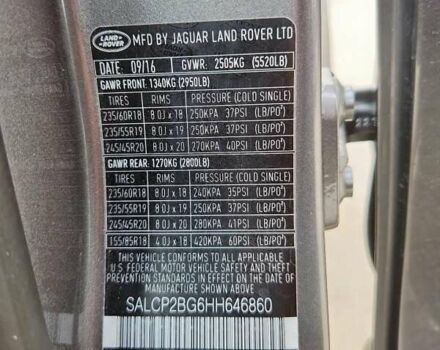 LAND ROVER
MFD BY JAGUAR LAND ROVER LTD
DATE: 09/16 GVWR: 2505KG (5520LB)
GAWR FRONT: 1340KG (2950LB)
TIRES RIMS PRESSURE (COLD SINGLE)
235/60R18 8.0J x 18 250KPA 37PSI (LB/PO²)
235/55R19 8.0J x 19 250KPA 37PSI (LB/PO²)
245/45R20 8.0J x 20 270KPA 40PSI (LB/PO²)
GAWR REAR: 1270KG (2800LB)
TIRES RIMS PRESSURE (COLD SINGLE)
235/60R18 8.0J x 18 240KPA 35PSI (LB/PO²)
235/55R19 8.0J x 19 250KPA 37PSI (LB/PO²)
245/45R20 8.0J x 20 280KPA 41PSI (LB/PO²)
155/85R18 4.0J x 18 420KPA 60PSI (LB/PO²)
THIS VEHICLE CONFORMS TO ALL APPLICABLE
U.S. FEDERAL MOTOR VEHICLE SAFETY, BUMPER, AND THEFT
PREVENTION STANDARDS IN EFFECT ON THE
DATE OF MANUFACTURE SHOWN ABOVE
SALCP2BG6HH646860